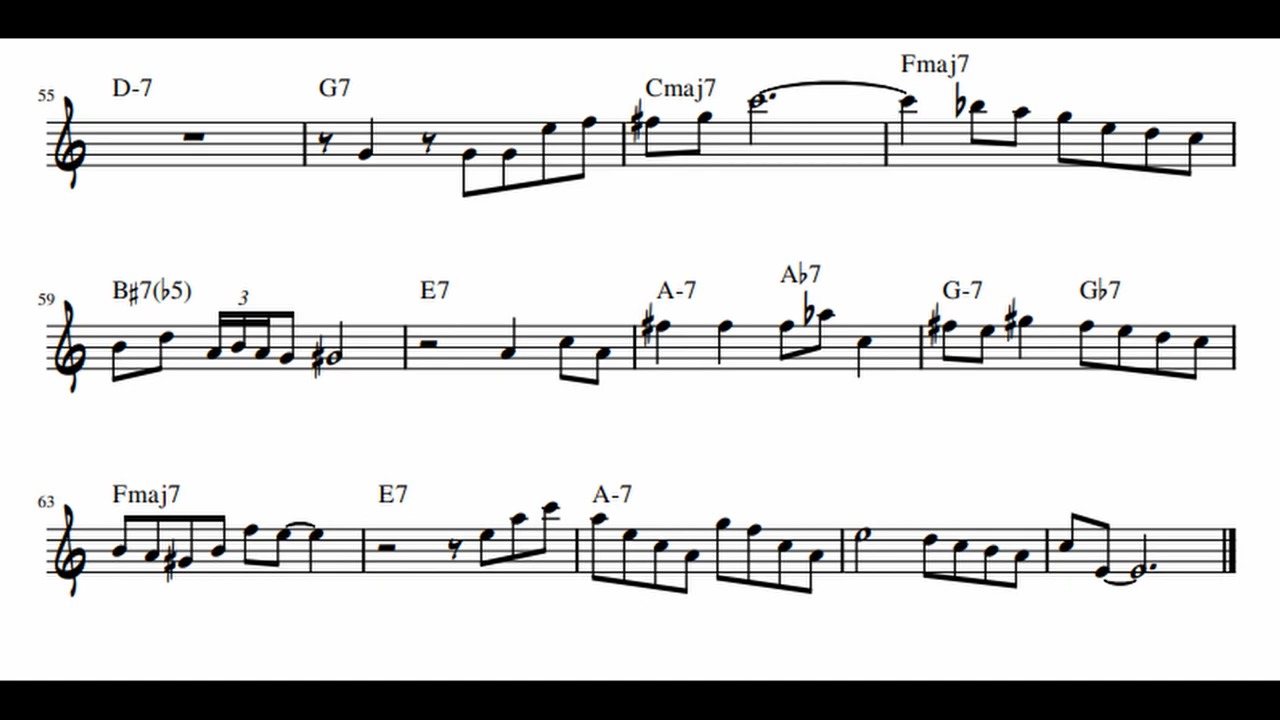 Fmaj7
55 D-7 G7 Cmaj7
59 B♯7(♭5) 3 E7 A-7 A♭7 G-7 G♭7
63 Fmaj7 E7 A-7